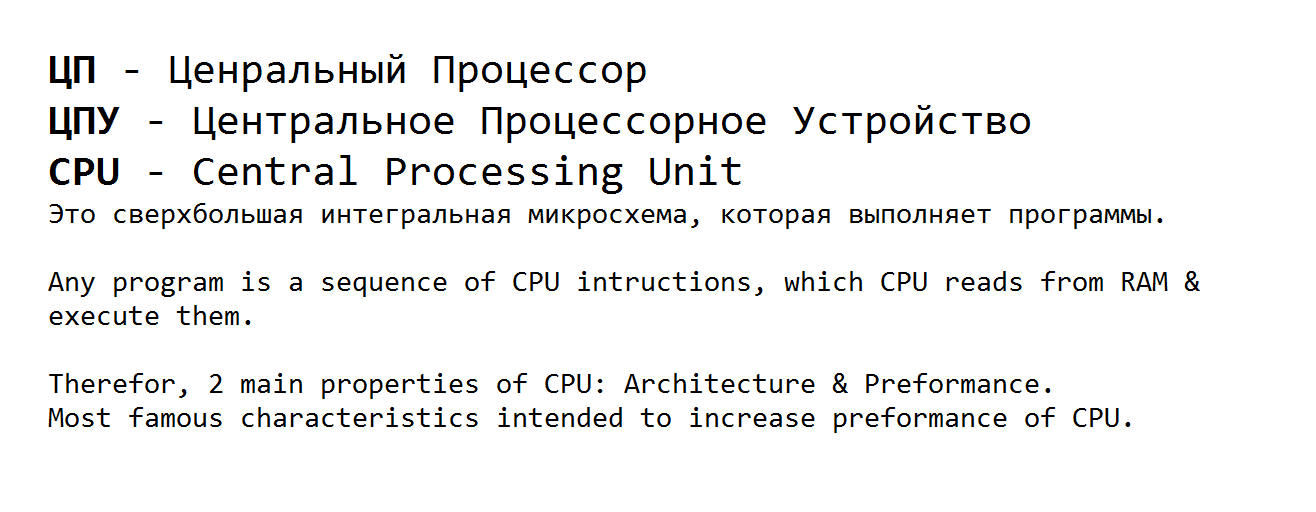 ЦП - Ценральный Процессор
ЦПУ - Центральное Процессорное Устройство
CPU - Central Processing Unit
Это сверхбольшая интегральная микросхема, которая выполняет программы.
Any program is a sequence of CPU intructions, which CPU reads from RAM &
execute them.
Therefor, 2 main properties of CPU: Architecture & Preformance.
Most famous characteristics intended to increase preformance of CPU.